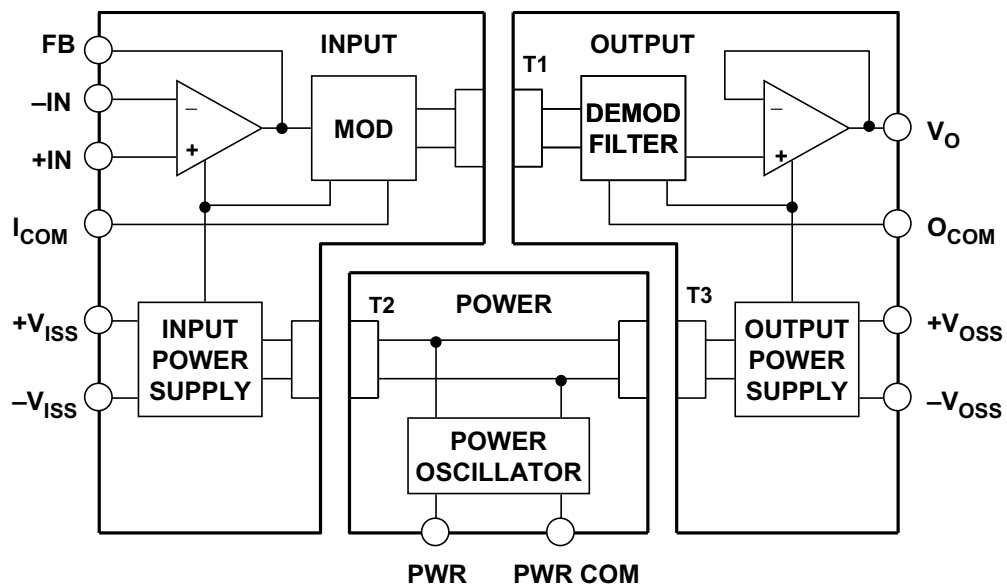 FB
INPUT
OUTPUT
T1
–IN
–
MOD
DEMOD
FILTER
–
V_O
+IN
+
+
I_COM
O_COM
T2
POWER
T3
+V_ISS
INPUT
POWER
SUPPLY
OUTPUT
POWER
SUPPLY
+V_OSS
–V_ISS
–V_OSS
POWER
OSCILLATOR
PWR
PWR COM